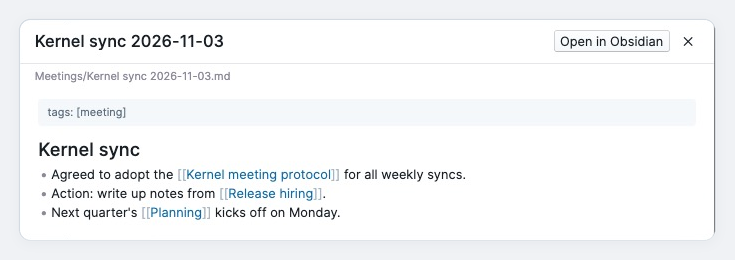 Kernel sync 2026-11-03
Open in Obsidian ×
Meetings/Kernel sync 2026-11-03.md
tags: [meeting]
Kernel sync
• Agreed to adopt the [[Kernel meeting protocol]] for all weekly syncs.
• Action: write up notes from [[Release hiring]].
• Next quarter's [[Planning]] kicks off on Monday.